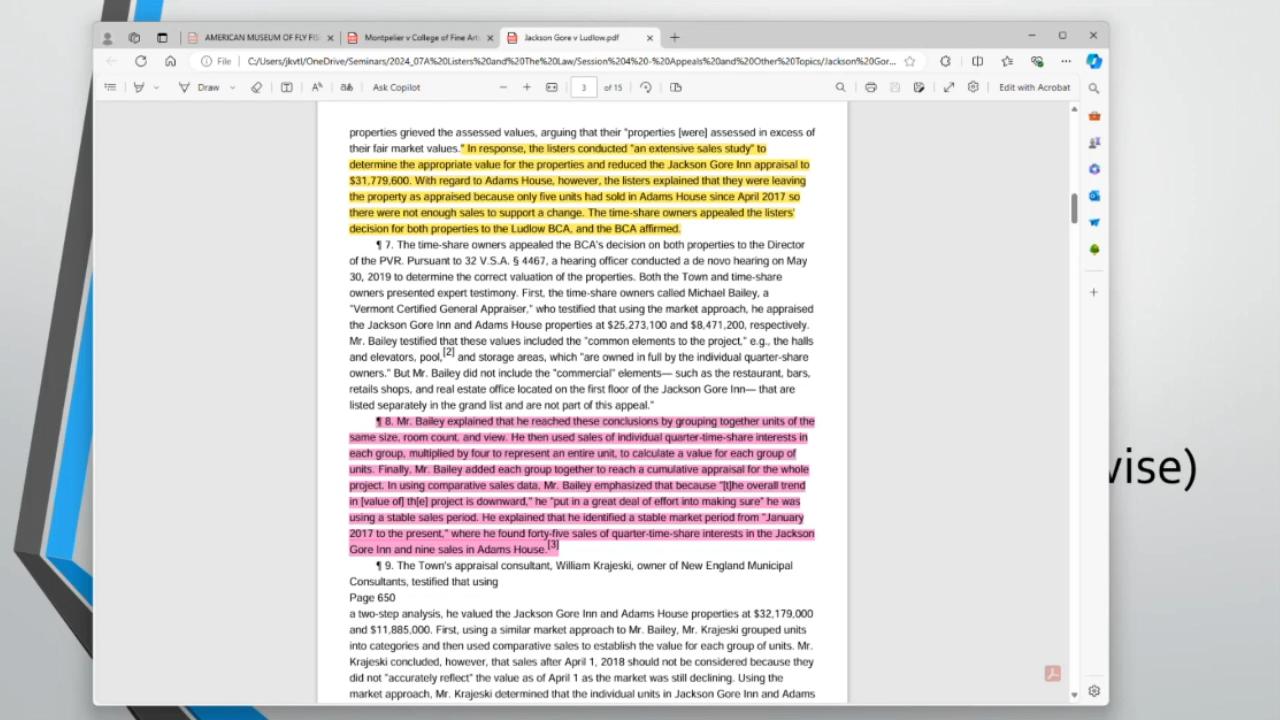 AMERICAN MUSEUM OF FLY FIS
Montpelier v College of Fine Arts
Jackson Gore v Ludlow.pdf
File
C:/Users/jkvtl/OneDrive/Seminars/2024_07A%20Listers%20and%20The%20Law/Session%204%20-%20Appeals%20and%20Other%20Topics/Jackson%20Gor...
Draw
Ask Copilot
3 of 15
Edit with Acrobat
properties grieved the assessed values, arguing that their "properties [were] assessed in excess of
their fair market values." In response, the listers conducted "an extensive sales study" to
determine the appropriate value for the properties and reduced the Jackson Gore Inn appraisal to
$31,779,600. With regard to Adams House, however, the listers explained that they were leaving
the property as appraised because only five units had sold in Adams House since April 2017 so
there were not enough sales to support a change. The time-share owners appealed the listers'
decision for both properties to the Ludlow BCA, and the BCA affirmed.
¶ 7. The time-share owners appealed the BCA's decision on both properties to the Director
of the PVR. Pursuant to 32 V.S.A. § 4467, a hearing officer conducted a de novo hearing on May
30, 2019 to determine the correct valuation of the properties. Both the Town and time-share
owners presented expert testimony. First, the time-share owners called Michael Bailey, a
"Vermont Certified General Appraiser," who testified that using the market approach, he appraised
the Jackson Gore Inn and Adams House properties at $25,273,100 and $8,471,200, respectively.
Mr. Bailey testified that these values included the "common elements to the project," e.g., the halls
and elevators, pool,[2] and storage areas, which "are owned in full by the individual quarter-share
owners." But Mr. Bailey did not include the "commercial" elements— such as the restaurant, bars,
retails shops, and real estate office located on the first floor of the Jackson Gore Inn— that are
listed separately in the grand list and are not part of this appeal."
¶ 8. Mr. Bailey explained that he reached these conclusions by grouping together units of the
same size, room count, and view. He then used sales of individual quarter-time-share interests in
each group, multiplied by four to represent an entire unit, to calculate a value for each group of
units. Finally, Mr. Bailey added each group together to reach a cumulative appraisal for the whole
project. In using comparative sales data, Mr. Bailey emphasized that because "[t]he overall trend
in [value of] th[e] project is downward," he "put in a great deal of effort into making sure" he was
using a stable sales period. He explained that he identified a stable market period from "January
2017 to the present," where he found forty-five sales of quarter-time-share interests in the Jackson
Gore Inn and nine sales in Adams House.[3]
¶ 9. The Town's appraisal consultant, William Krajeski, owner of New England Municipal
Consultants, testified that using
Page 650
a two-step analysis, he valued the Jackson Gore Inn and Adams House properties at $32,179,000
and $11,885,000. First, using a similar market approach to Mr. Bailey, Mr. Krajeski grouped units
into categories and then used comparative sales to establish the value for each group of units. Mr.
Krajeski concluded, however, that sales after April 1, 2018 should not be considered because they
did not "accurately reflect" the value as of April 1 as the market was still declining. Using the
market approach, Mr. Krajeski determined that the individual units in Jackson Gore Inn and Adams
wise)